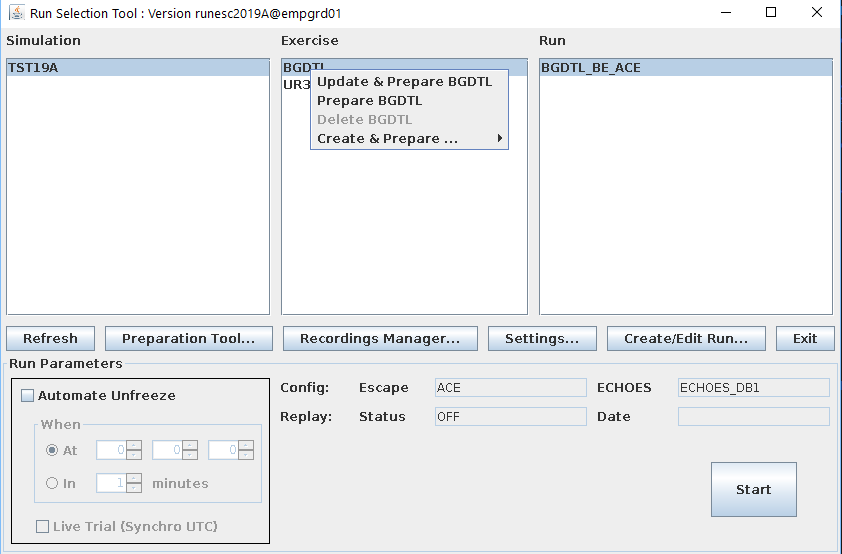 Run Selection Tool : Version runesc2019A@empgrd01
Simulation
Exercise
Run
TST19A
BGDTL
BGDTL_BE_ACE
UR3
Update & Prepare BGDTL
Prepare BGDTL
Delete BGDTL
Create & Prepare ...
Refresh
Preparation Tool...
Recordings Manager...
Settings...
Create/Edit Run...
Exit
Run Parameters
Automate Unfreeze
When
At
0
0
0
In
1
minutes
Live Trial (Synchro UTC)
Config:
Escape
ACE
ECHOES
ECHOES_DB1
Replay:
Status
OFF
Date
Start